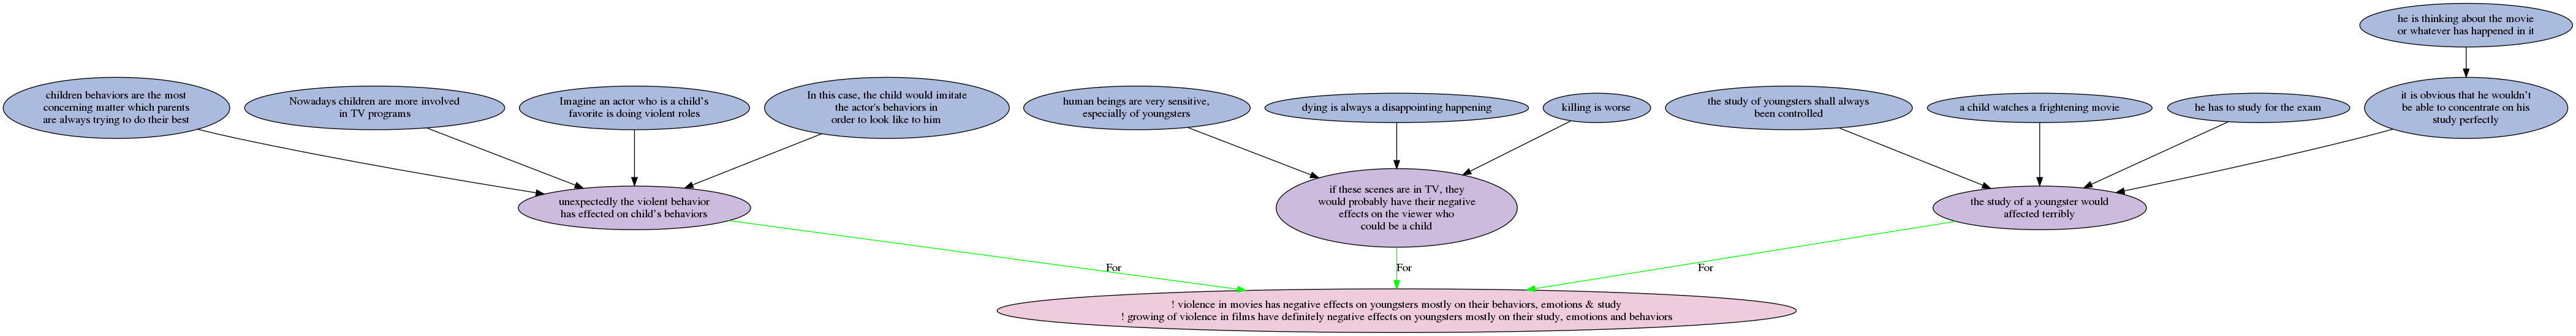 he is thinking about the movie
or whatever has happened in it
children behaviors are the most
concerning matter which parents
are always trying to do their best
Nowadays children are more involved
in TV programs
Imagine an actor who is a child's
favorite is doing violent roles
In this case, the child would imitate
the actor's behaviors in
order to look like to him
human beings are very sensitive,
especially of youngsters
dying is always a disappointing happening
killing is worse
the study of youngsters shall always
been controlled
a child watches a frightening movie
he has to study for the exam
it is obvious that he wouldn't
be able to concentrate on his
study perfectly
unexpectedly the violent behavior
has effected on child's behaviors
if these scenes are in TV, they
would probably have their negative
effects on the viewer who
could be a child
the study of a youngster would
affected terribly
For
For
For
! violence in movies has negative effects on youngsters mostly on their behaviors, emotions & study
! growing of violence in films have definitely negative effects on youngsters mostly on their study, emotions and behaviors